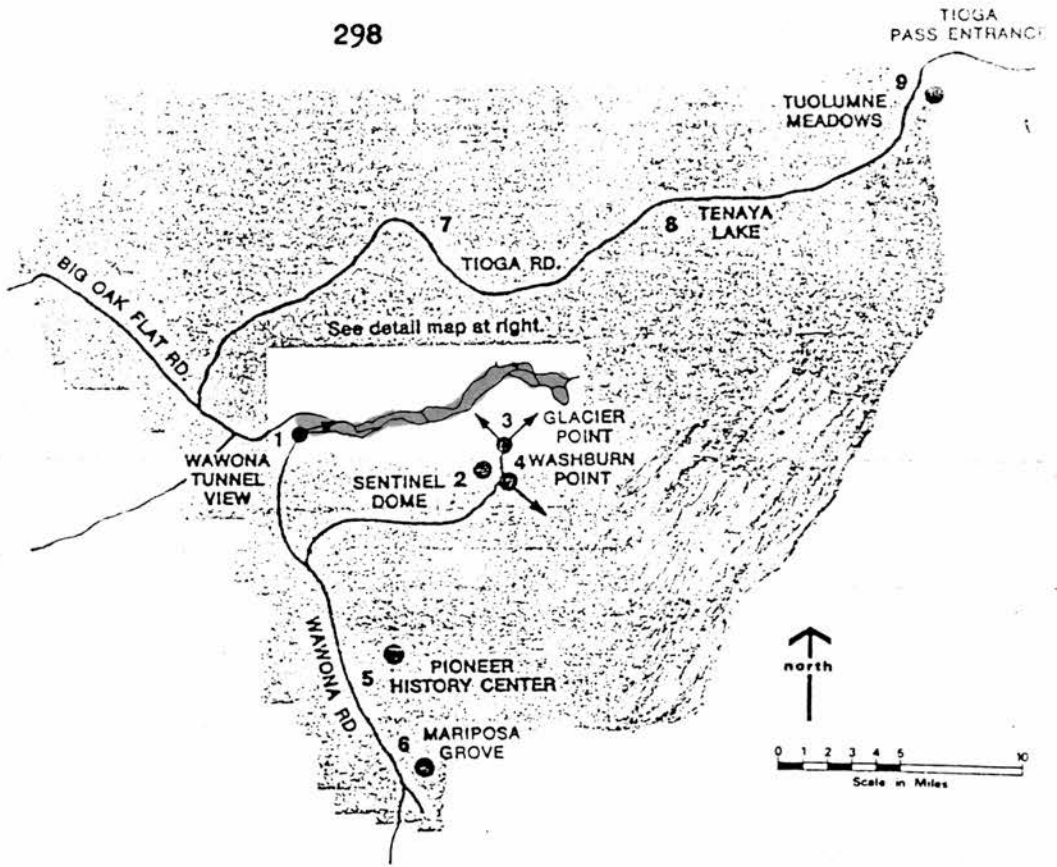 298
TIOGA
PASS ENTRANCE
9
TUOLUMNE
MEADOWS
7
8
TENAYA
LAKE
TIOGA RD.
BIG OAK FLAT RD.
See detail map at right.
3
GLACIER
POINT
1
WAWONA
TUNNEL
VIEW
SENTINEL
DOME
2
4 WASHBURN
POINT
WAWONA RD.
5
PIONEER
HISTORY CENTER
6
MARIPOSA
GROVE
north
0 1 2 3 4 5 10
Scale in Miles